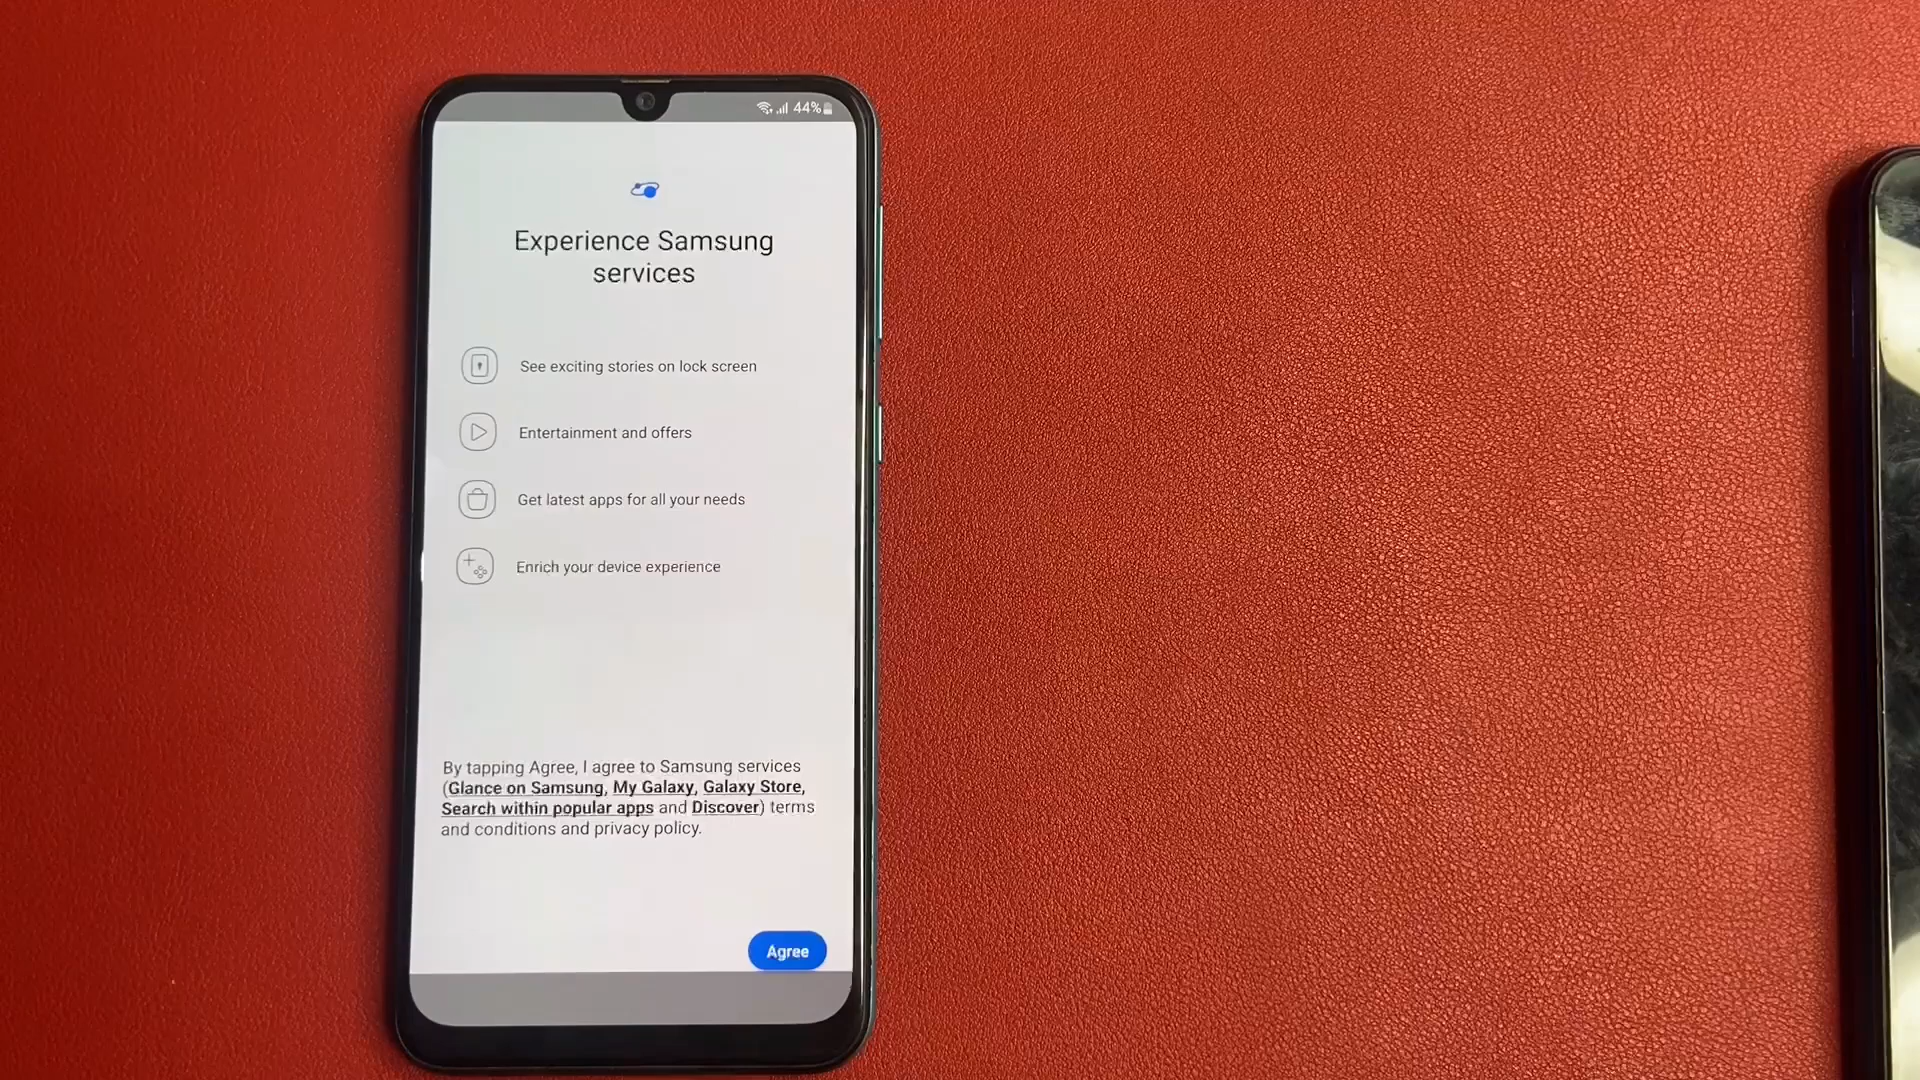 44%
Experience Samsung
services
See exciting stories on lock screen
Entertainment and offers
Get latest apps for all your needs
Enrich your device experience
By tapping Agree, I agree to Samsung services
(Glance on Samsung, My Galaxy, Galaxy Store,
Search within popular apps and Discover) terms
and conditions and privacy policy.
Agree